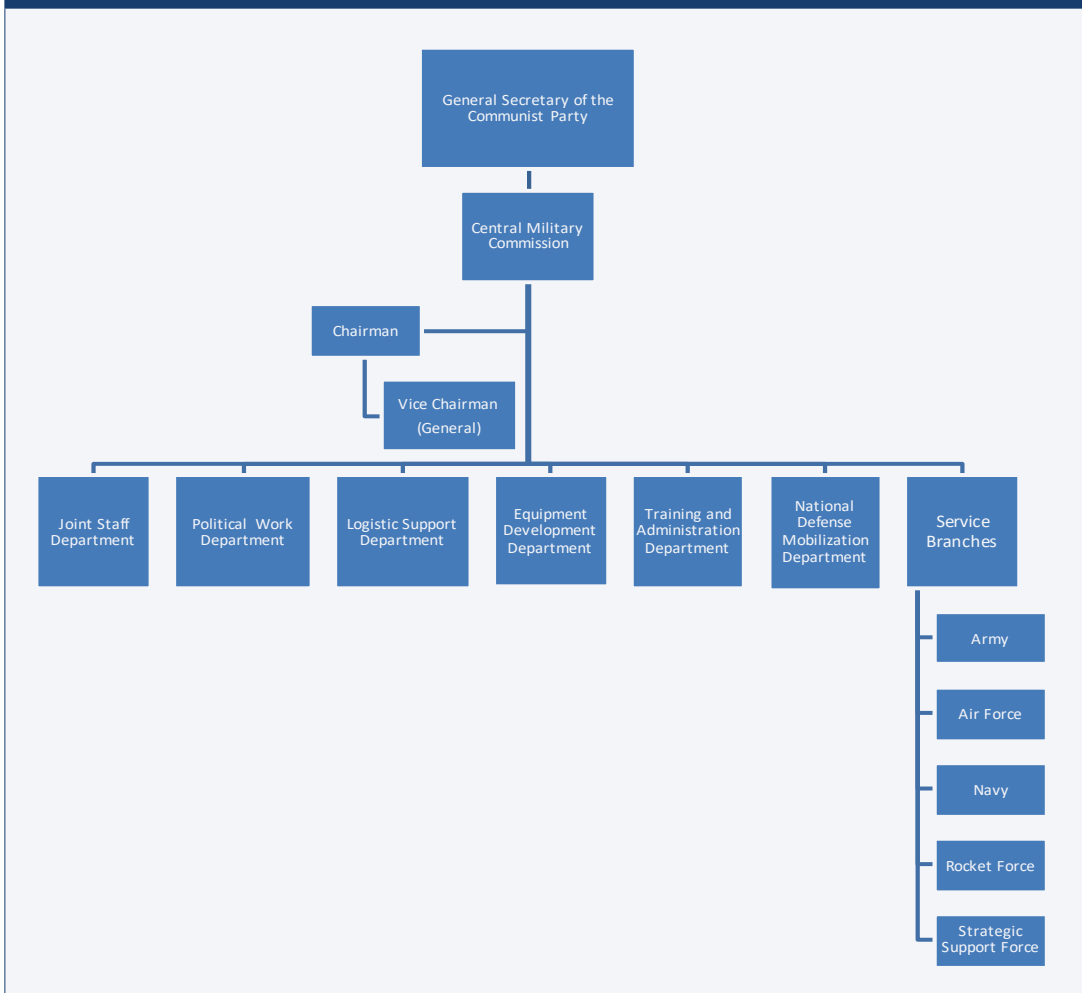 General Secretary of the
Communist Party
Central Military
Commission
Chairman
Vice Chairman
(General)
Joint Staff
Department
Political Work
Department
Logistic Support
Department
Equipment
Development
Department
Training and
Administration
Department
National
Defense
Mobilization
Department
Service
Branches
Army
Air Force
Navy
Rocket Force
Strategic
Support Force